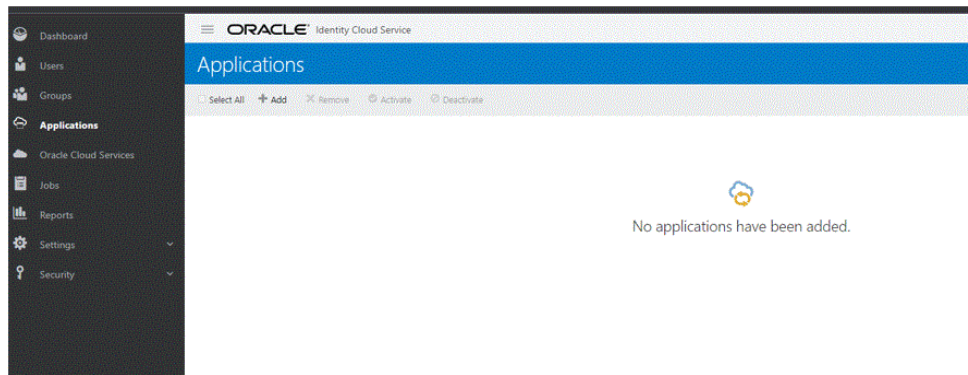 Dashboard
Users
Groups
Applications
Oracle Cloud Services
Jobs
Reports
Settings
Security
ORACLE Identity Cloud Service
Applications
Select All Add Remove Activate Deactivate
No applications have been added.